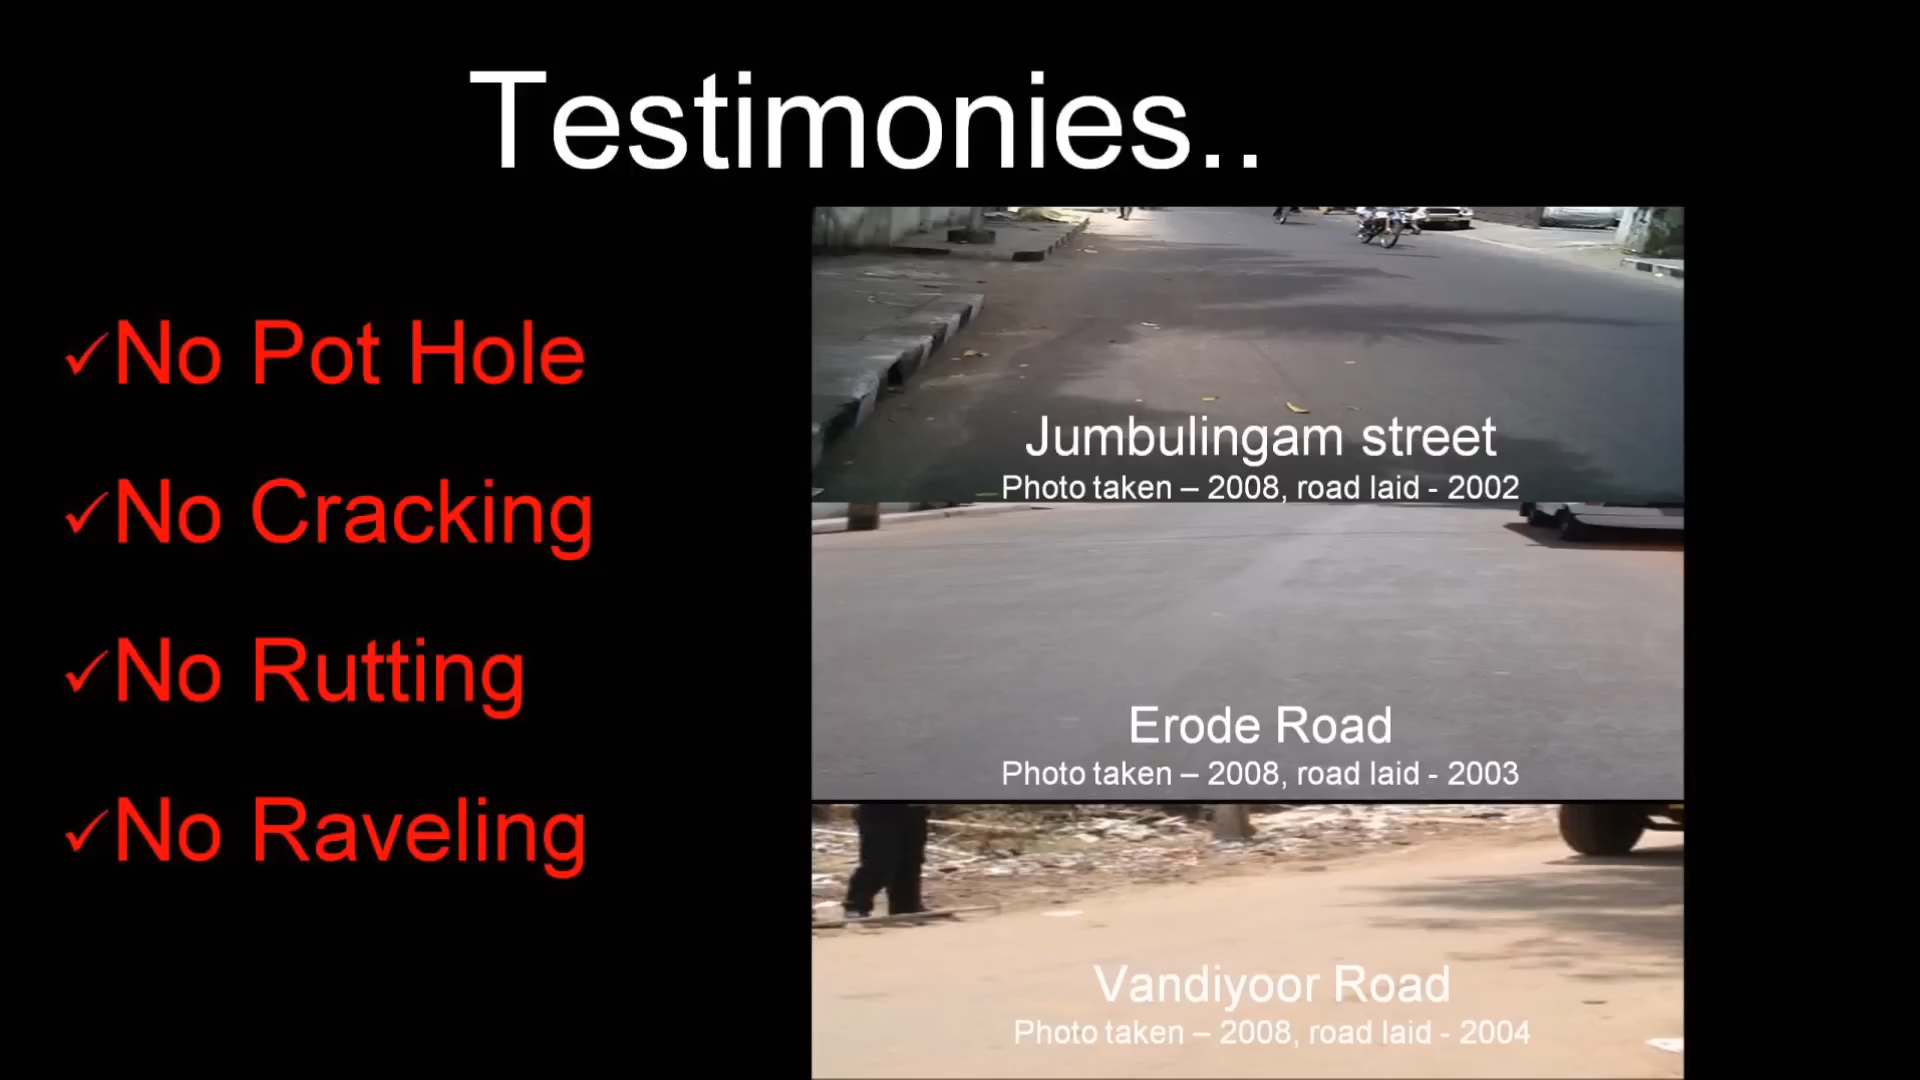 Testimonies..
✓No Pot Hole
✓No Cracking
✓No Rutting
✓No Raveling
Jumbulingam street
Photo taken – 2008, road laid - 2002
Erode Road
Photo taken – 2008, road laid - 2003
Vandiyoor Road
Photo taken – 2008, road laid - 2004